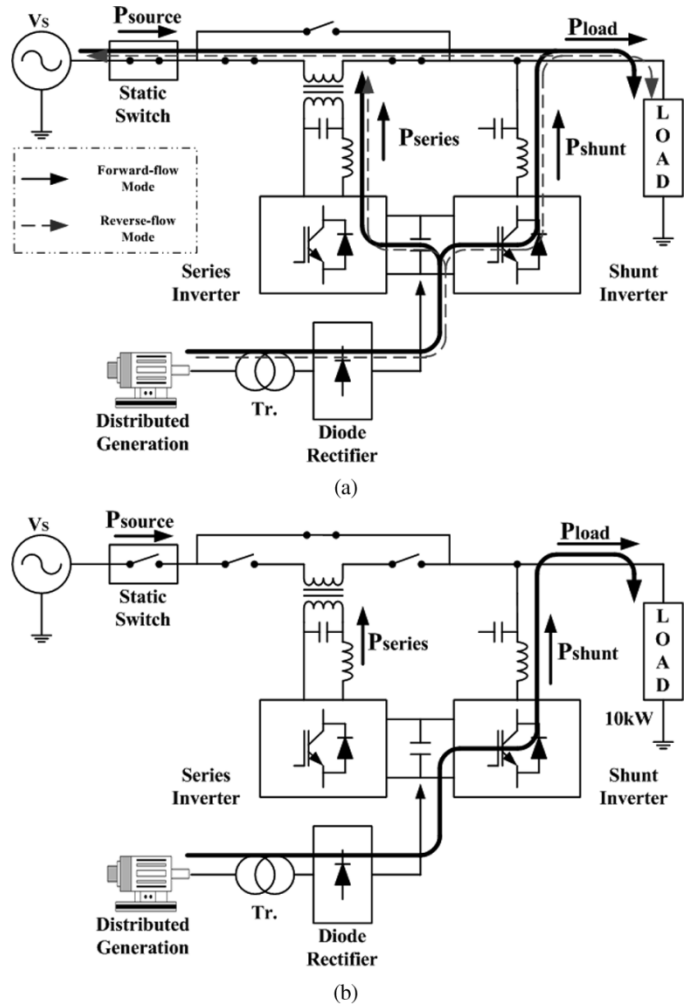 Vs
Psource
Pload
Static
Switch
Forward-flow
Mode
Reverse-flow
Mode
Pseries
Pshunt
LOAD
Series
Inverter
Shunt
Inverter
Distributed
Generation
Tr.
Diode
Rectifier
(a)
Vs
Psource
Pload
Static
Switch
Pseries
Pshunt
LOAD
10kW
Series
Inverter
Shunt
Inverter
Distributed
Generation
Tr.
Diode
Rectifier
(b)